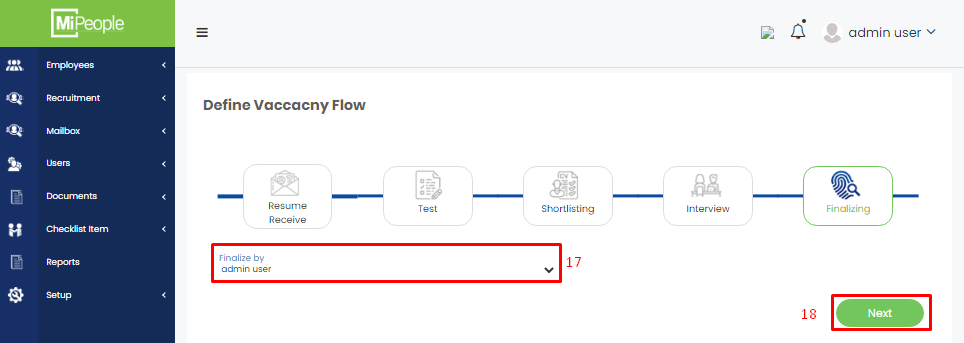 MiPeople
admin user
Employees
Recruitment
Mailbox
Users
Documents
Checklist Item
Reports
Setup
Define Vaccacny Flow
Resume
Receive
Test
CV
Shortlisting
Interview
Finalizing
Finalize by
admin user
17
18
Next